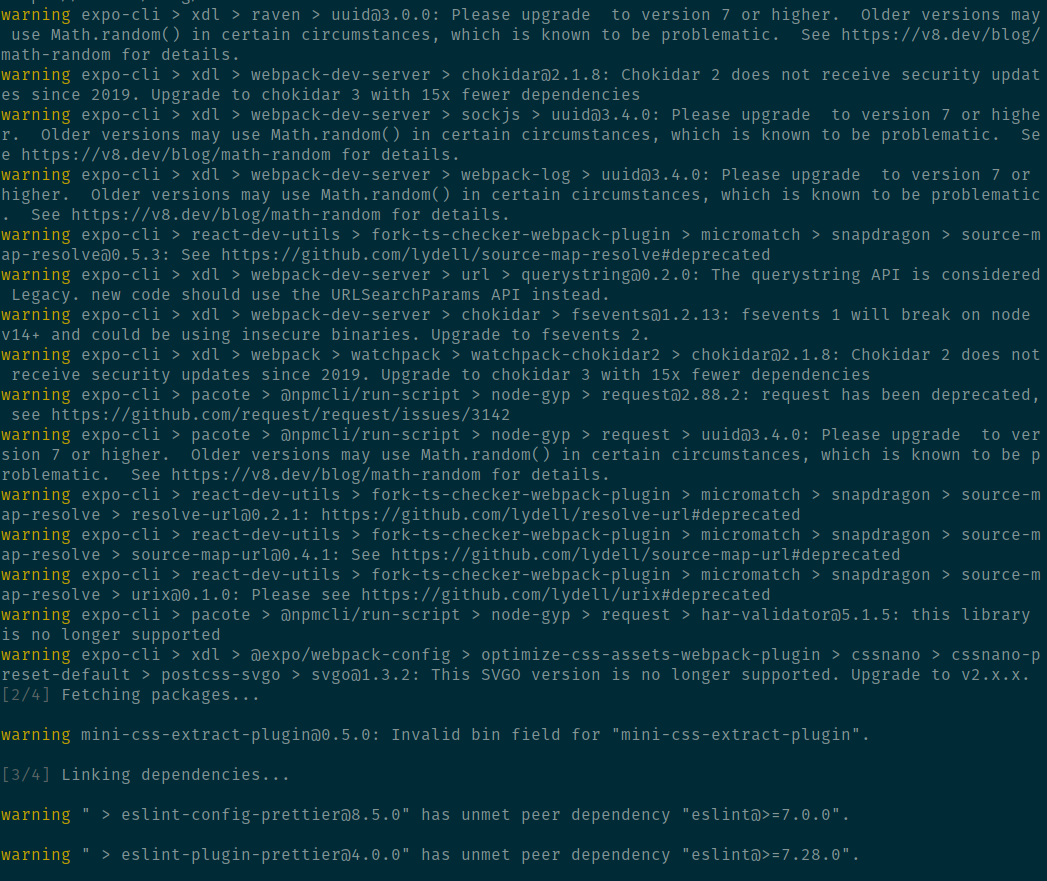 warning expo-cli > xdl > raven > uuid@3.0.0: Please upgrade  to version 7 or higher.  Older versions may
 use Math.random() in certain circumstances, which is known to be problematic.  See https://v8.dev/blog/
math-random for details.
warning expo-cli > xdl > webpack-dev-server > chokidar@2.1.8: Chokidar 2 does not receive security updat
es since 2019. Upgrade to chokidar 3 with 15x fewer dependencies
warning expo-cli > xdl > webpack-dev-server > sockjs > uuid@3.4.0: Please upgrade  to version 7 or highe
r.  Older versions may use Math.random() in certain circumstances, which is known to be problematic.  Se
e https://v8.dev/blog/math-random for details.
warning expo-cli > xdl > webpack-dev-server > webpack-log > uuid@3.4.0: Please upgrade  to version 7 or
higher.  Older versions may use Math.random() in certain circumstances, which is known to be problematic
.  See https://v8.dev/blog/math-random for details.
warning expo-cli > react-dev-utils > fork-ts-checker-webpack-plugin > micromatch > snapdragon > source-m
ap-resolve@0.5.3: See https://github.com/lydell/source-map-resolve#deprecated
warning expo-cli > xdl > webpack-dev-server > url > querystring@0.2.0: The querystring API is considered
 Legacy. new code should use the URLSearchParams API instead.
warning expo-cli > xdl > webpack-dev-server > chokidar > fsevents@1.2.13: fsevents 1 will break on node
v14+ and could be using insecure binaries. Upgrade to fsevents 2.
warning expo-cli > xdl > webpack > watchpack > watchpack-chokidar2 > chokidar@2.1.8: Chokidar 2 does not
 receive security updates since 2019. Upgrade to chokidar 3 with 15x fewer dependencies
warning expo-cli > pacote > @npmcli/run-script > node-gyp > request@2.88.2: request has been deprecated,
 see https://github.com/request/request/issues/3142
warning expo-cli > pacote > @npmcli/run-script > node-gyp > request > uuid@3.4.0: Please upgrade  to ver
sion 7 or higher.  Older versions may use Math.random() in certain circumstances, which is known to be p
roblematic.  See https://v8.dev/blog/math-random for details.
warning expo-cli > react-dev-utils > fork-ts-checker-webpack-plugin > micromatch > snapdragon > source-m
ap-resolve > resolve-url@0.2.1: https://github.com/lydell/resolve-url#deprecated
warning expo-cli > react-dev-utils > fork-ts-checker-webpack-plugin > micromatch > snapdragon > source-m
ap-resolve > source-map-url@0.4.1: See https://github.com/lydell/source-map-url#deprecated
warning expo-cli > react-dev-utils > fork-ts-checker-webpack-plugin > micromatch > snapdragon > source-m
ap-resolve > urix@0.1.0: Please see https://github.com/lydell/urix#deprecated
warning expo-cli > pacote > @npmcli/run-script > node-gyp > request > har-validator@5.1.5: this library
is no longer supported
warning expo-cli > xdl > @expo/webpack-config > optimize-css-assets-webpack-plugin > cssnano > cssnano-p
reset-default > postcss-svgo > svgo@1.3.2: This SVGO version is no longer supported. Upgrade to v2.x.x.
[2/4] Fetching packages...
warning mini-css-extract-plugin@0.5.0: Invalid bin field for "mini-css-extract-plugin".
[3/4] Linking dependencies...
warning " > eslint-config-prettier@8.5.0" has unmet peer dependency "eslint@>=7.0.0".
warning " > eslint-plugin-prettier@4.0.0" has unmet peer dependency "eslint@>=7.28.0".